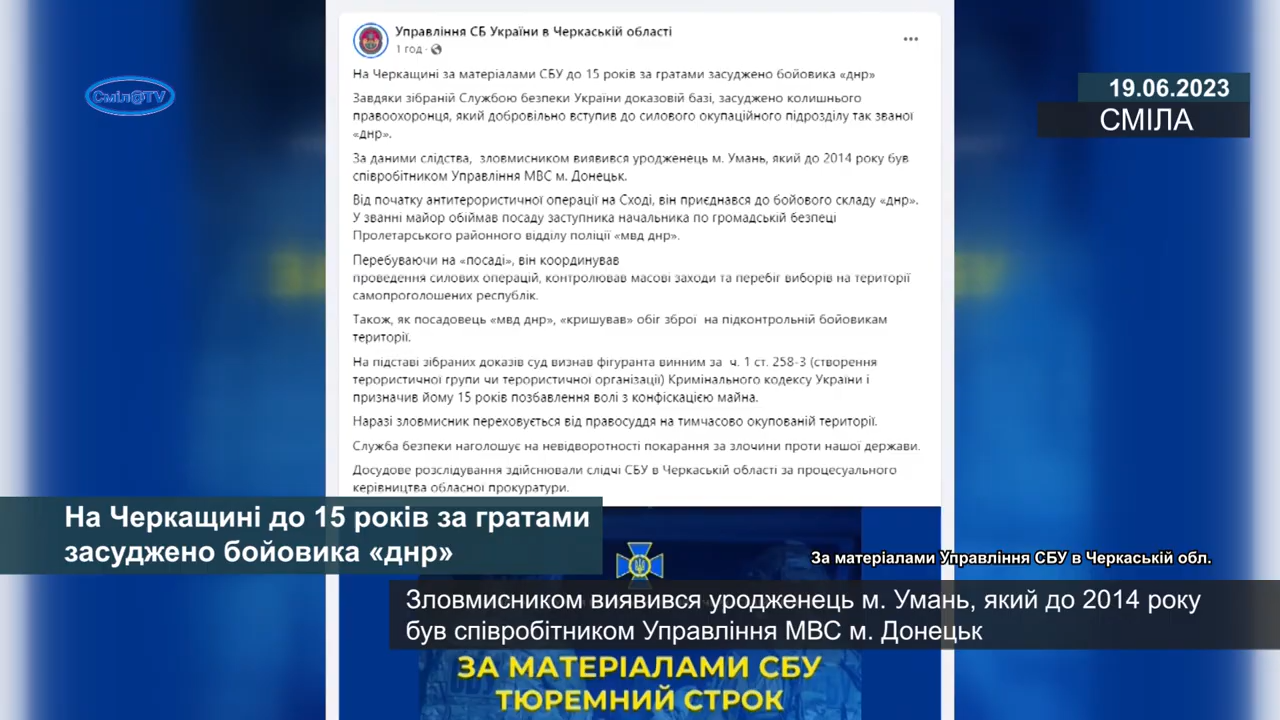 Управління СБ України в Черкаській області
1 год ·
На Черкащині за матеріалами СБУ до 15 років за гратами засуджено бойовика «днр»
Завдяки зібраній Службою безпеки України доказовій базі, засуджено колишнього
правоохоронця, який добровільно вступив до силового окупаційного підрозділу так званої
«днр».
За даними слідства, зловмисником виявився уродженець м. Умань, який до 2014 року був
співробітником Управління МВС м. Донецьк.
Від початку антитерористичної операції на Сході, він приєднався до бойового складу «днр».
У званні майор обіймав посаду заступника начальника по громадській безпеці
Пролетарського районного відділу поліції «мвд днр».
Перебуваючи на «посаді», він координував
проведення силових операцій, контролював масові заходи та перебіг виборів на території
самопроголошених республік.
Також, як посадовець «мвд днр», «кришував» обіг зброї на підконтрольній бойовикам
території.
На підставі зібраних доказів суд визнав фігуранта винним за ч. 1 ст. 258-3 (створення
терористичної групи чи терористичної організації) Кримінального кодексу України і
призначив йому 15 років позбавлення волі з конфіскацією майна.
Наразі зловмисник переховується від правосуддя на тимчасово окупованій території.
Служба безпеки наголошує на невідворотності покарання за злочини проти нашої держави.
Досудове розслідування здійснювали слідчі СБУ в Черкаській області за процесуального
керівництва обласної прокуратури.
Сміл@TV
19.06.2023
СМІЛА
На Черкащині до 15 років за гратами
засуджено бойовика «днр»
За матеріалами Управління СБУ в Черкаській обл.
Зловмисником виявився уродженець м. Умань, який до 2014 року
був співробітником Управління МВС м. Донецьк
ЗА МАТЕРІАЛАМИ СБУ
ТЮРЕМНИЙ СТРОК